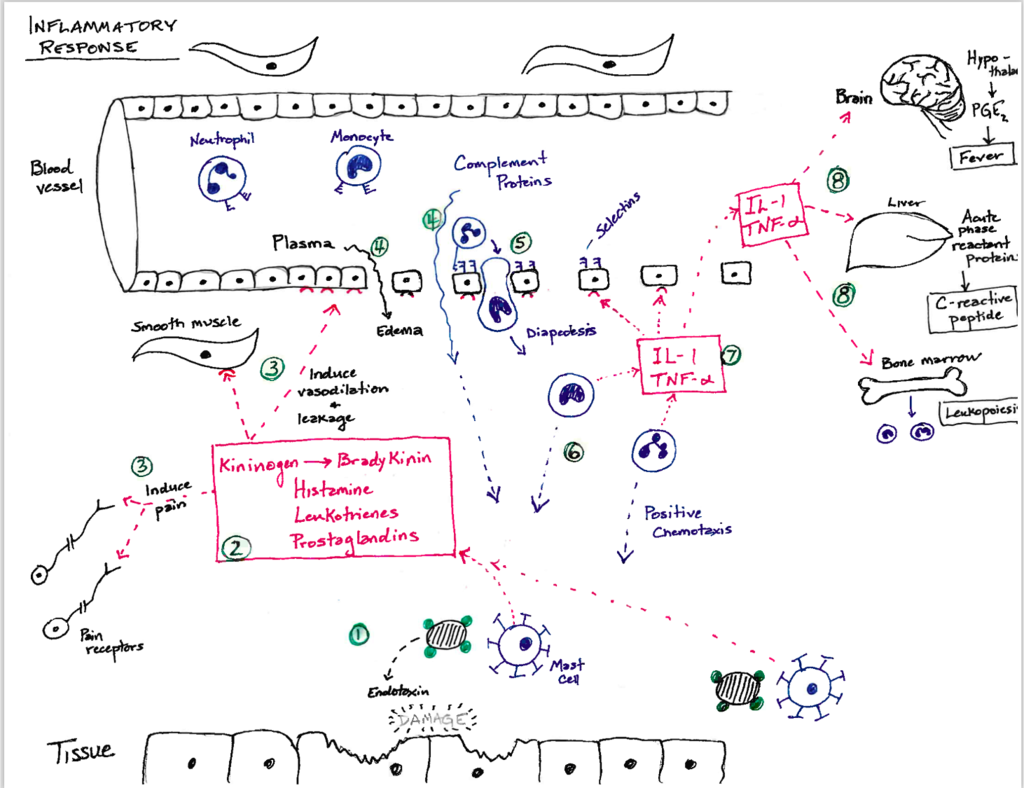 INFLAMMATORY
RESPONSE
Blood
vessel
Neutrophil
Monocyte
Complement
Proteins
Selectins
Plasma
4
4
5
Edema
Diapedesis
Smooth muscle
3
Induce
vasodilation
+
leakage
IL-1
TNF-α
7
IL-1
TNF-α
8
8
Brain
Hypo-
thala
PGE2
Fever
Liver
Acute
phase
reactant
Protein
C-reactive
peptide
Bone marrow
Leukopoiesi
6
Positive
Chemotaxis
3
Induce
pain
Kininogen → BradyKinin
Histamine
Leukotrienes
Prostaglandins
2
Pain
receptors
1
Endotoxin
Mast
Cell
DAMAGE
TISSUE